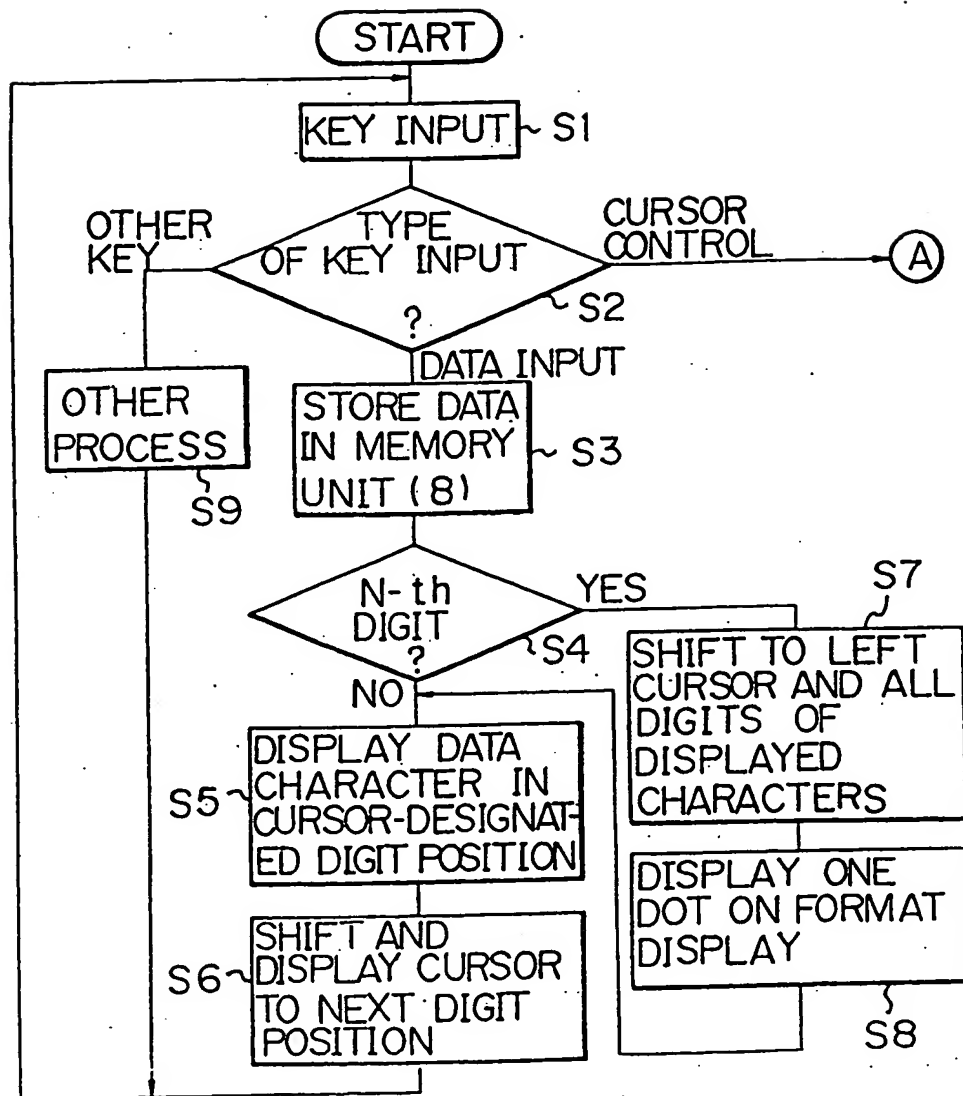 START
KEY INPUT
S1
OTHER
KEY
TYPE
OF KEY INPUT
?
S2
CURSOR
CONTROL
A
DATA INPUT
OTHER
PROCESS
S9
STORE DATA
IN MEMORY
UNIT (8)
S3
N-th
DIGIT
?
S4
YES
NO
S7
SHIFT TO LEFT
CURSOR AND ALL
DIGITS OF
DISPLAYED
CHARACTERS
S5
DISPLAY DATA
CHARACTER IN
CURSOR-DESIGNAT-
ED DIGIT POSITION
DISPLAY ONE
DOT ON FORMAT
DISPLAY
S8
S6
SHIFT AND
DISPLAY CURSOR
TO NEXT DIGIT
POSITION